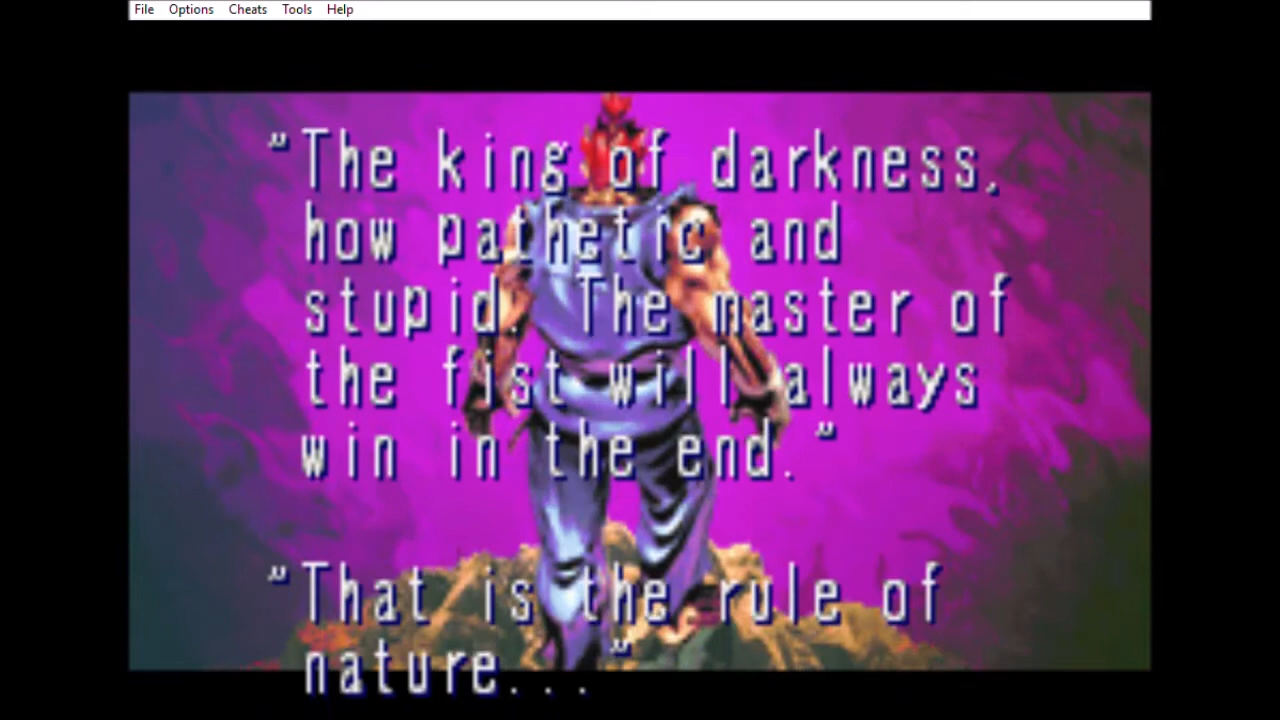 File Options Cheats Tools Help
"The king of darkness,
how pathetic and
stupid. The master of
the fist will always
win in the end."
"That is the rule of
nature..."